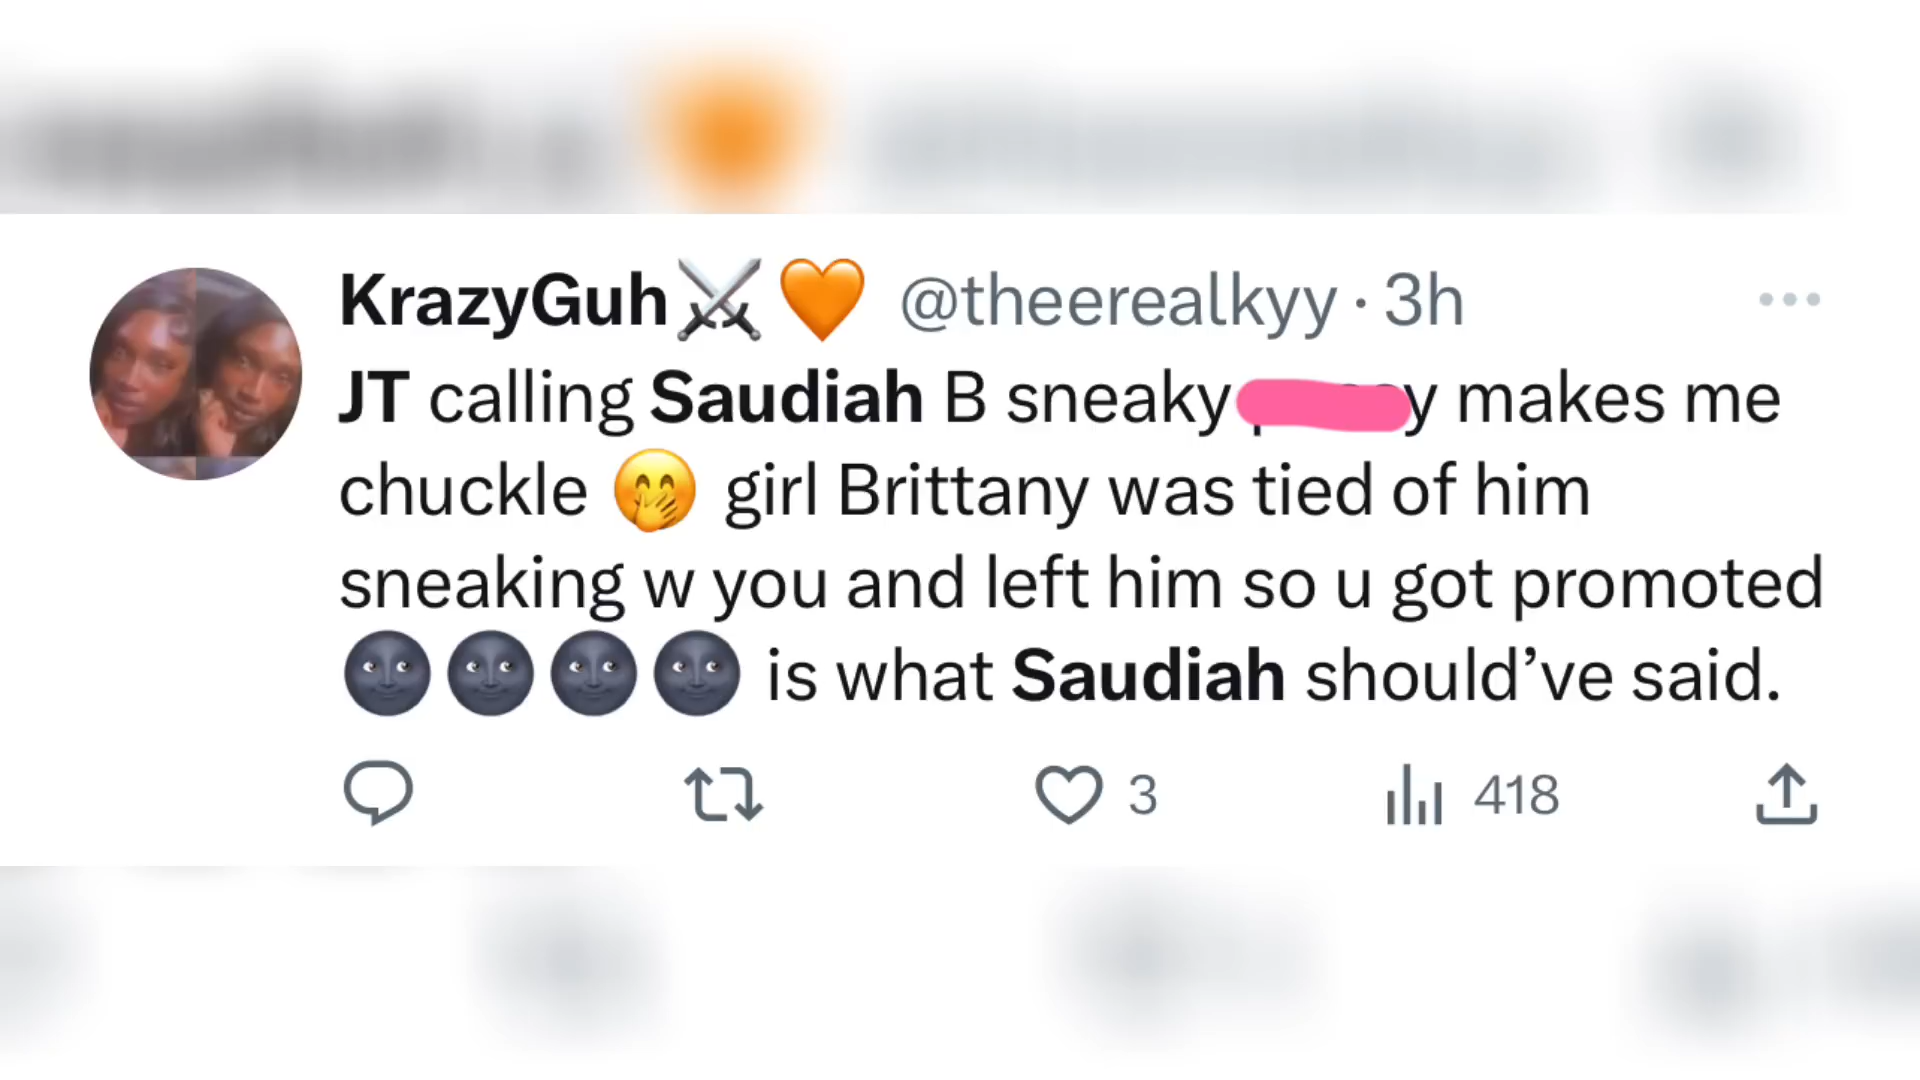 KrazyGuh⚔️🧡 @theerealkyy · 3h
JT calling Saudiah B sneaky y makes me
chuckle 🤭 girl Brittany was tied of him
sneaking w you and left him so u got promoted
🌚🌚🌚🌚 is what Saudiah should’ve said.
3 418